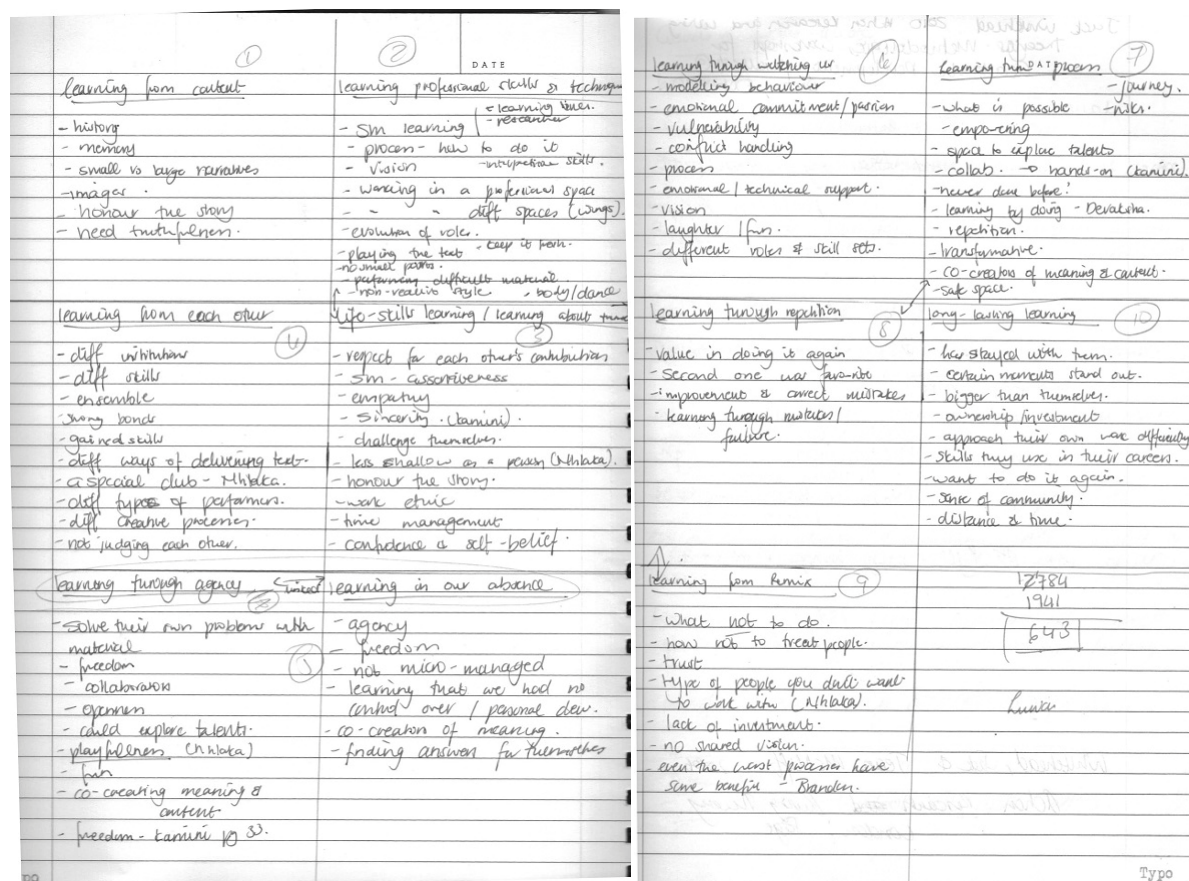 1
learning from content
- history
- memory
- small vs large narratives
- images.
- honour the story
- need truthfulness.
2
DATE
learning professional skills &
- learning lines.
- researcher
- SM learning
- process - how to do it
- vision
- interpretation skills.
- working in a professional space
" " diff spaces (wings).
- evolution of roles.
- playing the text
- keep it fresh.
- no small parts.
- performing difficult material
- non-realistic style
. body/dance
learning from each other
4
- diff institutions
- diff skills
- ensemble
strong bonds
- gained skills
- diff ways of delivering text.
- a special club - Nhlaka.
- diff types of performers.
- diff creative processes.
- not judging each other.
life-skills learning / learning about
3
- respect for each other's contribution
- SM - assertiveness
- empathy
- sincerity. (Kamini).
- challenge themselves.
- less shallow as a person (Nhlaka).
- honour the story.
- work ethic
- time management
- confidence & self-belief.
learning through agency
linked
5
- solve their own problems with
material
- freedom
- collaborators
- openness
- could explore talents.
- playfulness (Nhlaka)
- fun
- co-creating meaning &
content
- freedom - Kamini pg 33.
learning in our absence
- agency
- freedom
- not micro-managed
- learning that we had no
control over / personal dev.
- co-creation of meaning.
- finding answers for themselves
learning through watching us
6
- modelling behaviour
- emotional commitment/passion
- vulnerability
- conflict handling
- process
- emotional/technical support.
- vision
- laughter /fun.
- different roles & skill sets.
7
learning thru process
DAT
- journey.
- what is possible
- risks.
- empowering
- space to explore talents
- collab. → hands-on (Kamini).
- never done before!
- learning by doing - Devaksha.
- repetition.
- transformative.
- co-creators of meaning & content.
- safe space.
learning through repetition
8
- value in doing it again
- second one was favourite
- improvement & correct mistakes
- learning through mistakes/
failure.
long-lasting learning
10
- has stayed with them.
- certain moments stand out.
- bigger than themselves.
- ownership/investment
- approach their own work differently
- skills they use in their careers.
- want to do it again.
- sense of community.
- distance & time.
learning from Remix
9
- what not to do.
- how not to treat people.
- trust
- type of people you don't want
to work with (Nhlaka).
- lack of investment.
- no shared vision.
- even the worst processes have
some benefits - Brandon.
12784
1941
643
Typo